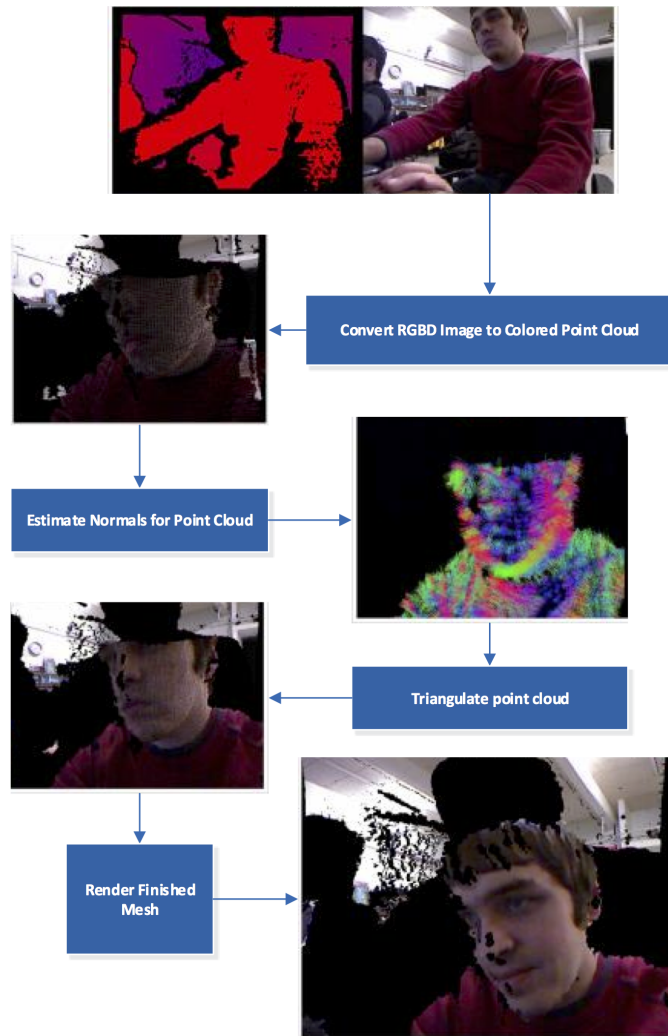 Convert RGBD Image to Colored Point Cloud
Estimate Normals for Point Cloud
Triangulate point cloud
Render Finished
Mesh